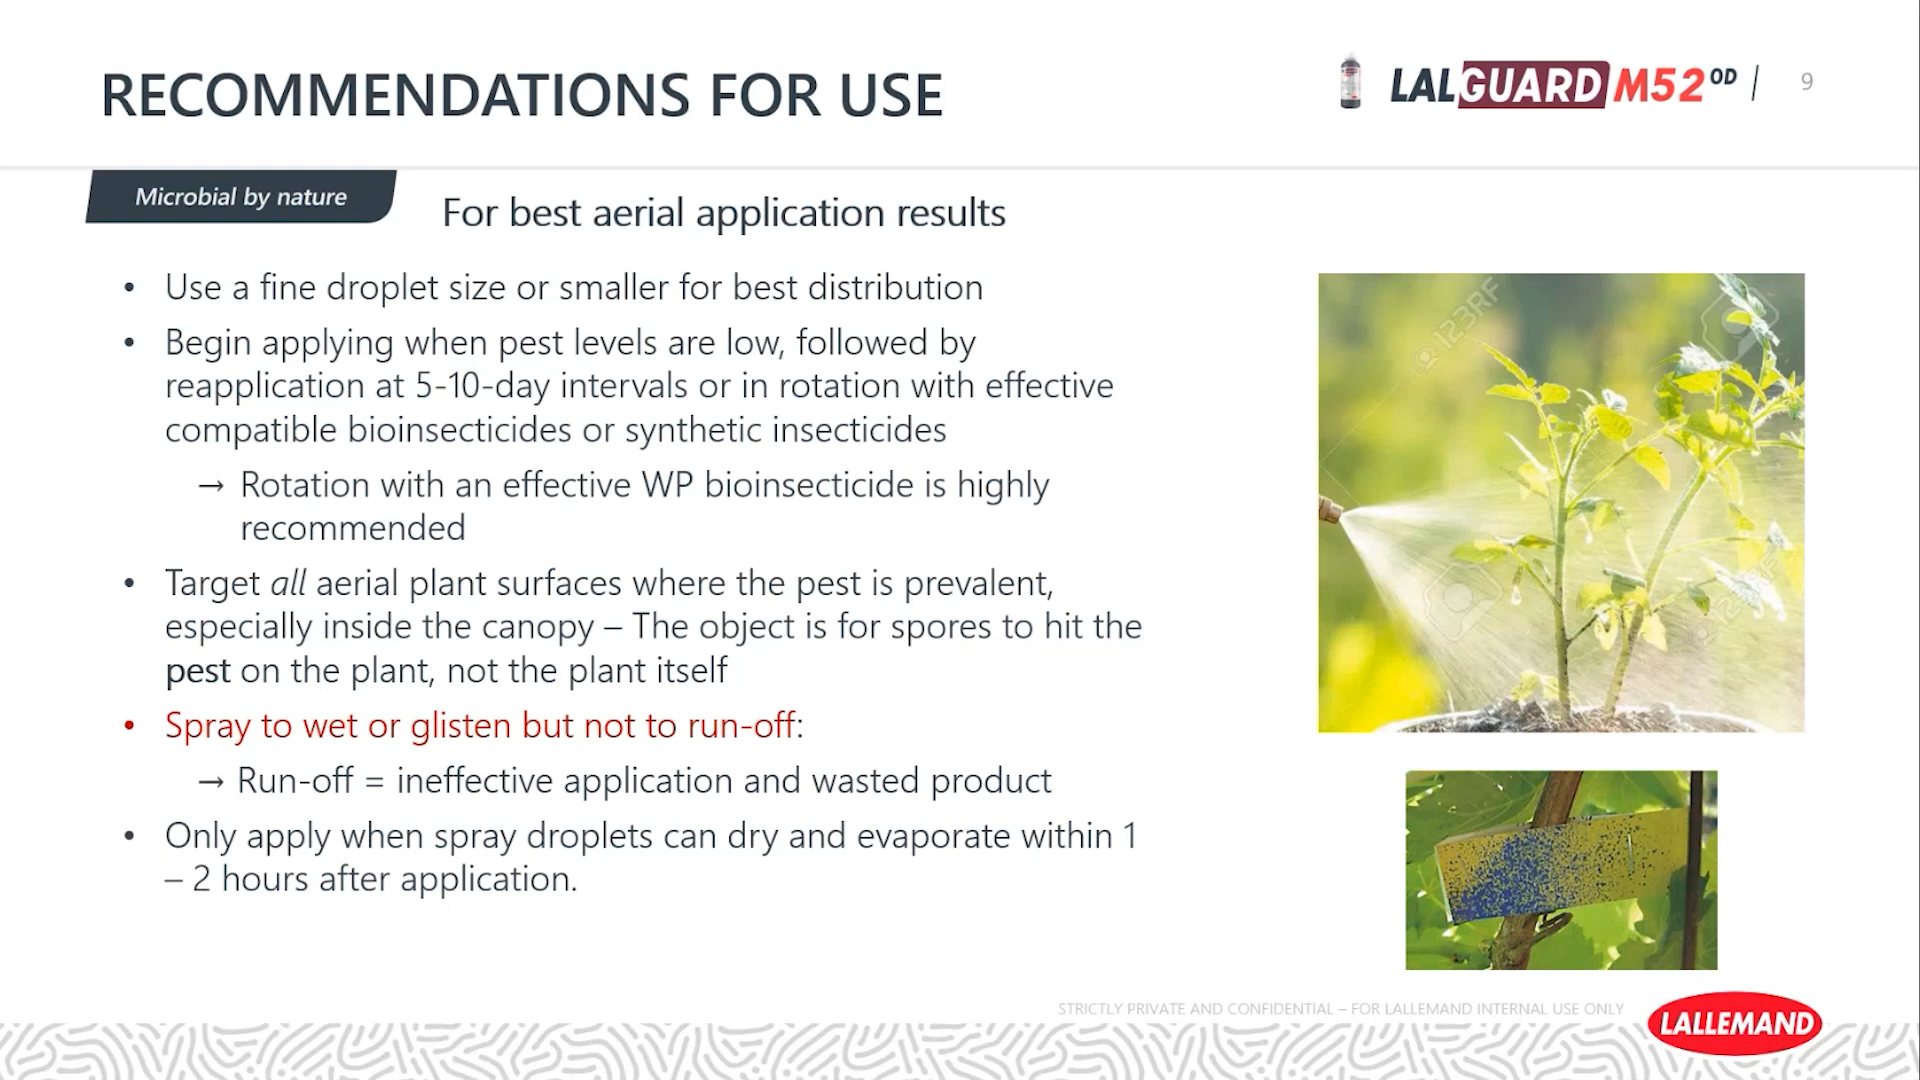 RECOMMENDATIONS FOR USE
LALGUARD M52 OD | 9
Microbial by nature
For best aerial application results
• Use a fine droplet size or smaller for best distribution
• Begin applying when pest levels are low, followed by
reapplication at 5-10-day intervals or in rotation with effective
compatible bioinsecticides or synthetic insecticides
→ Rotation with an effective WP bioinsecticide is highly
recommended
• Target all aerial plant surfaces where the pest is prevalent,
especially inside the canopy – The object is for spores to hit the
pest on the plant, not the plant itself
• Spray to wet or glisten but not to run-off:
→ Run-off = ineffective application and wasted product
• Only apply when spray droplets can dry and evaporate within 1
– 2 hours after application.
123RF
STRICTLY PRIVATE AND CONFIDENTIAL – FOR LALLEMAND INTERNAL USE ONLY
LALLEMAND